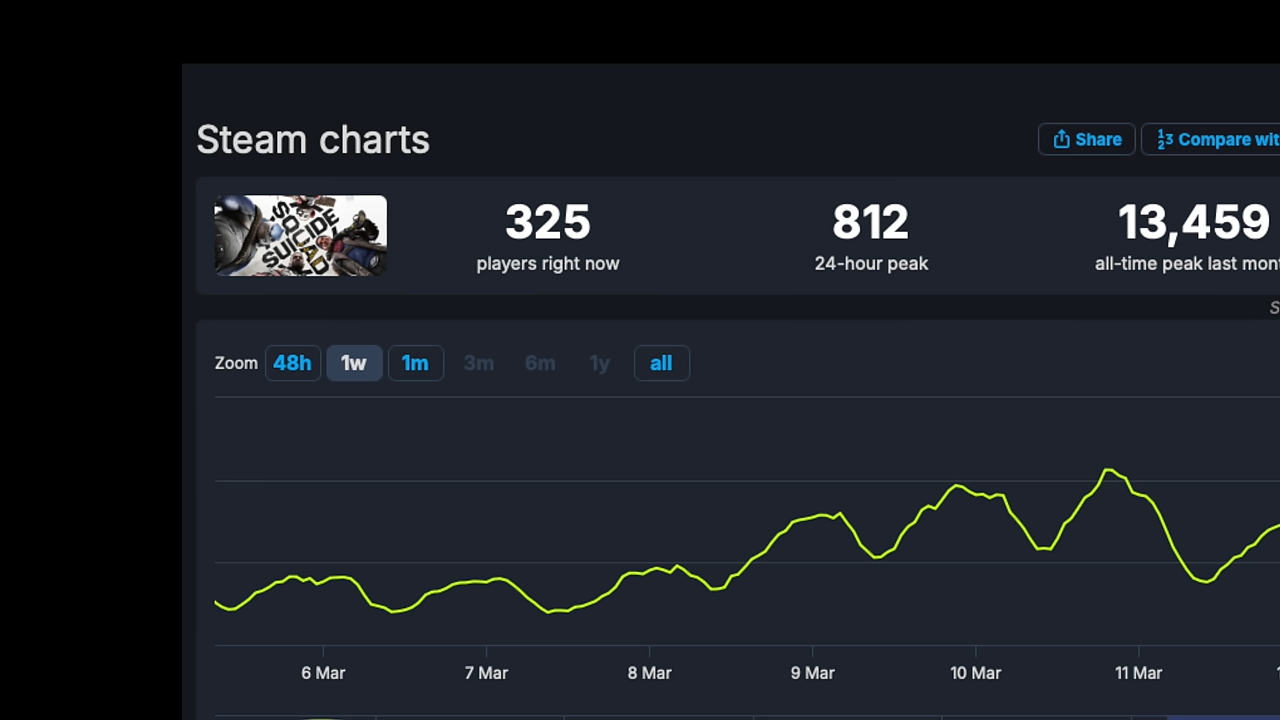 Steam charts
Share
Compare wit
SUICIDE
SQUAD
325
players right now
812
24-hour peak
13,459
all-time peak last mon
S
Zoom 48h 1w 1m 3m 6m 1y all
6 Mar 7 Mar 8 Mar 9 Mar 10 Mar 11 Mar